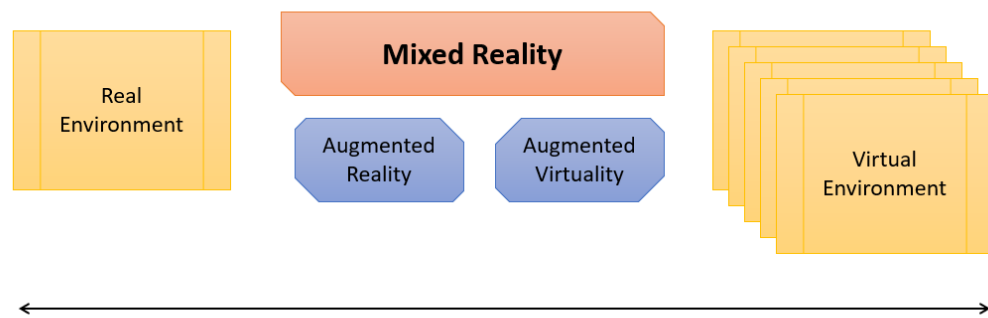 Mixed Reality
Real
Environment
Augmented
Reality
Augmented
Virtuality
Virtual
Environment